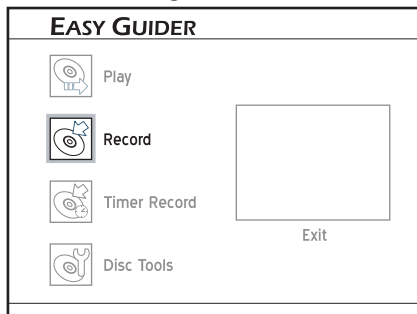 EASY GUIDER
Play
Record
Timer Record
Exit
Disc Tools